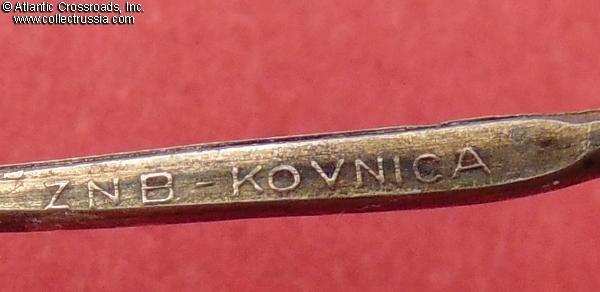 © Atlantic Crossroads, Inc.
www.collectrussia.com
ZNB - KOVNICA